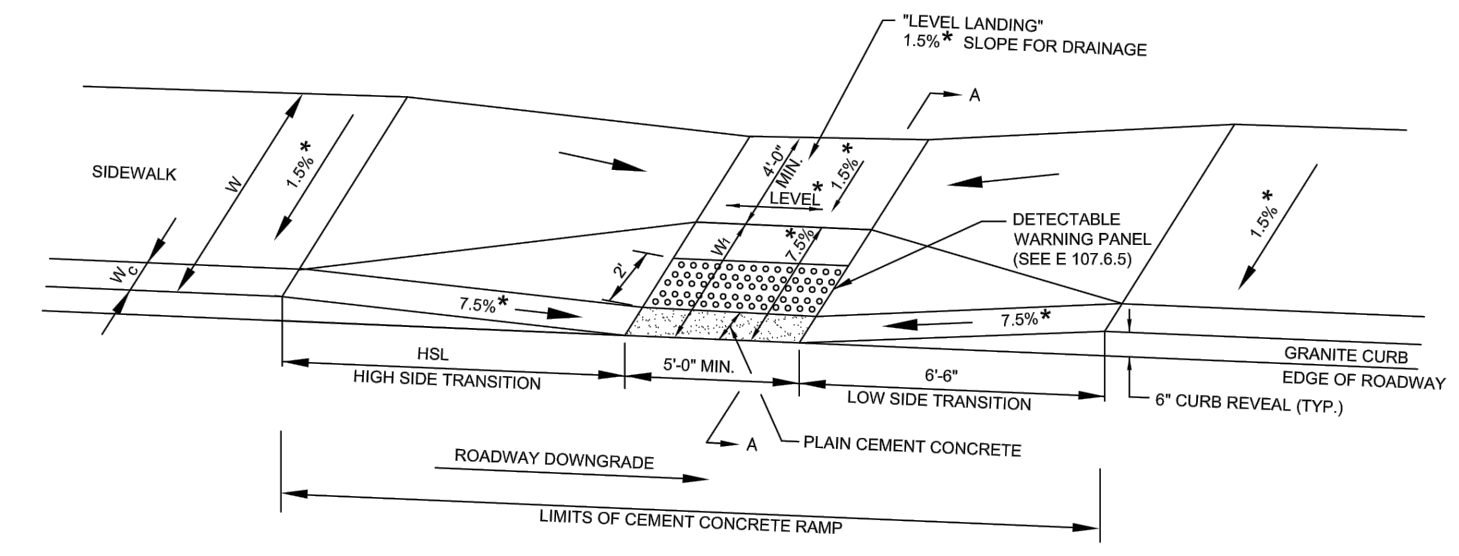 "LEVEL LANDING"
1.5%* SLOPE FOR DRAINAGE
A
SIDEWALK
W
1.5%*
4'-0"
MIN.
1.5%*
LEVEL*
1.5%*
DETECTABLE
WARNING PANEL
(SEE E 107.6.5)
Wc
2'
W1
7.5%*
7.5%*
7.5%*
HSL
HIGH SIDE TRANSITION
5'-0" MIN.
6'-6"
LOW SIDE TRANSITION
GRANITE CURB
EDGE OF ROADWAY
6" CURB REVEAL (TYP.)
A
PLAIN CEMENT CONCRETE
ROADWAY DOWNGRADE
LIMITS OF CEMENT CONCRETE RAMP